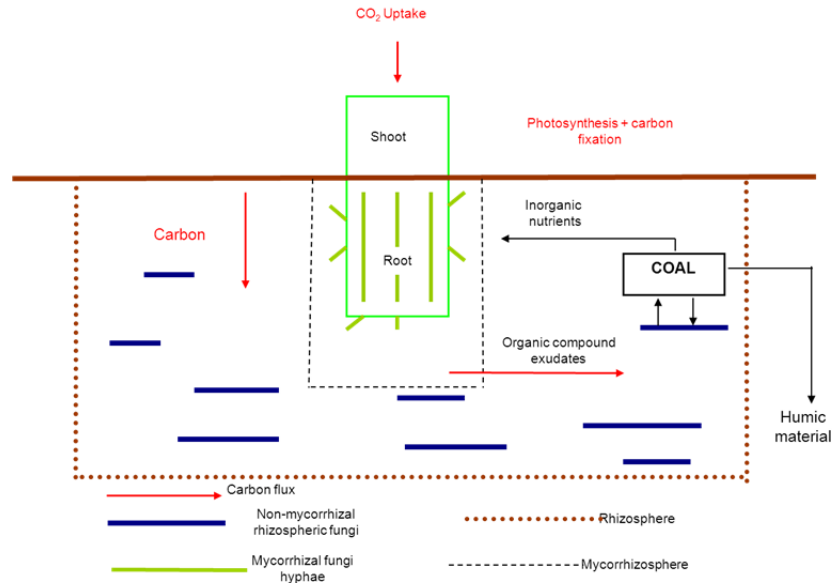 CO₂ Uptake
Shoot
Photosynthesis + carbon
fixation
Inorganic
nutrients
Carbon
Root
COAL
Organic compound
exudates
Humic
material
Carbon flux
Non-mycorrhizal
rhizospheric fungi
Rhizosphere
Mycorrhizal fungi
hyphae
Mycorrhizosphere